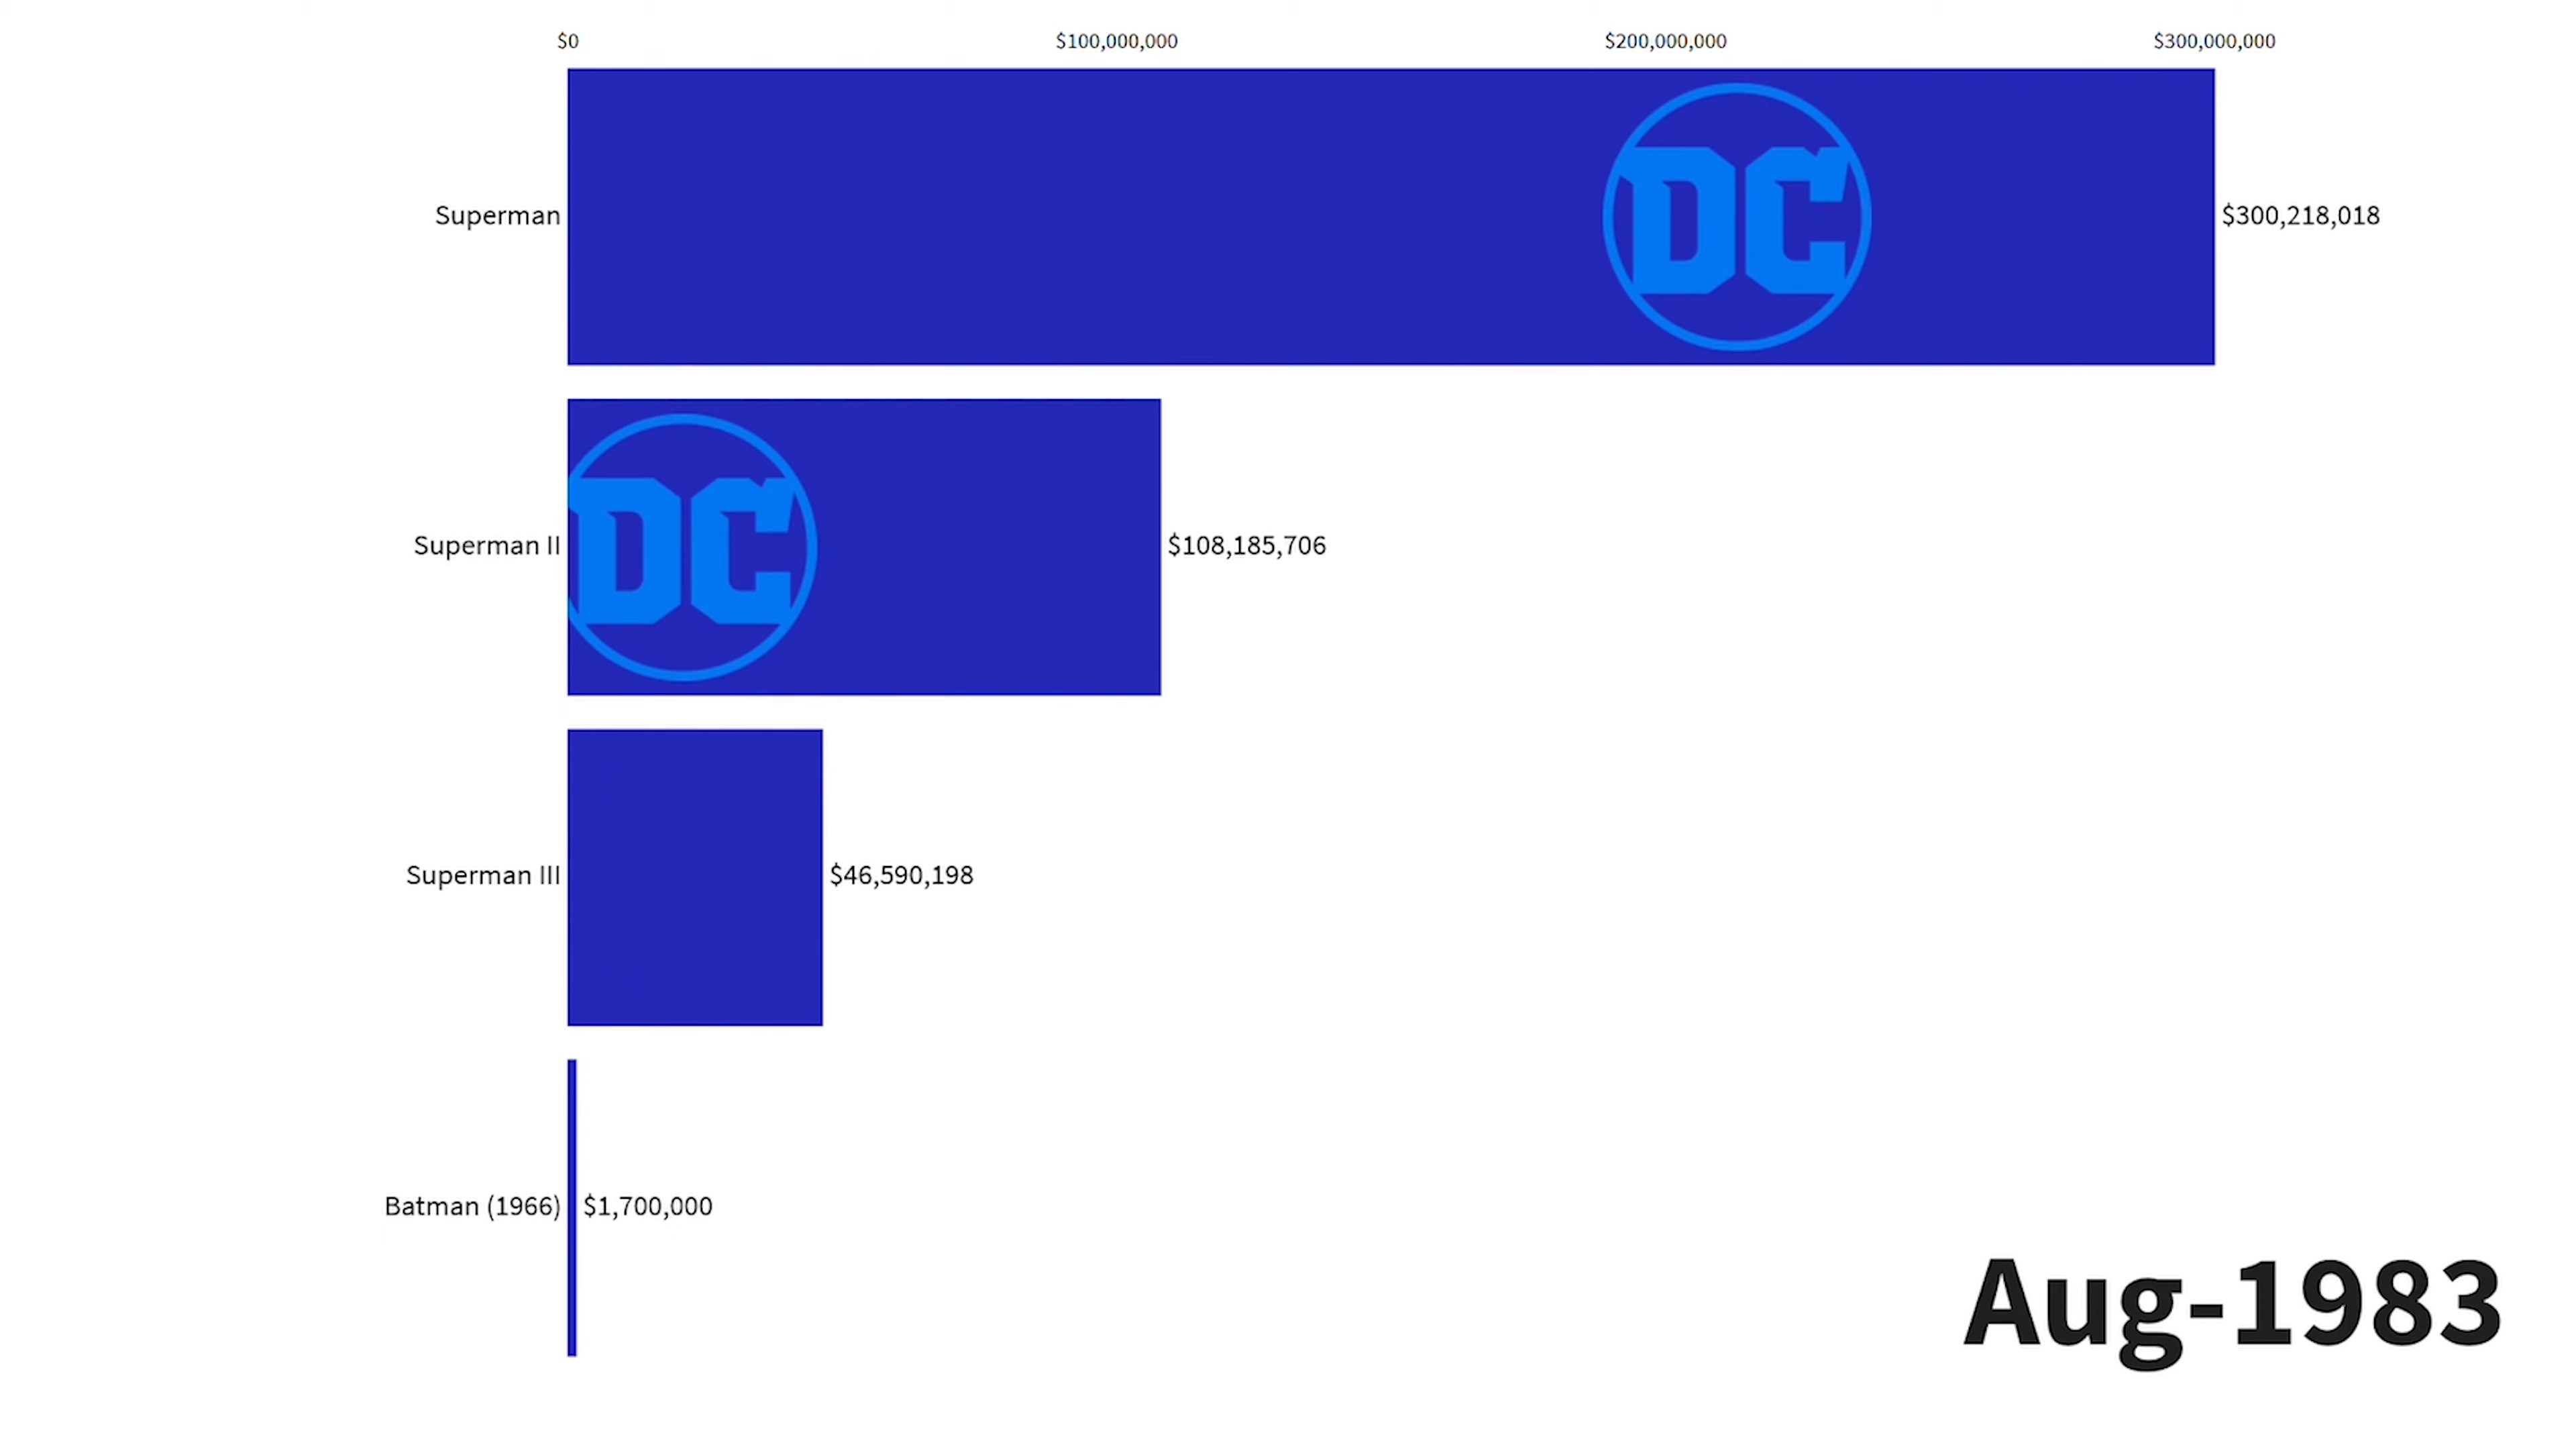 $0 $100,000,000 $200,000,000 $300,000,000
DC
Superman $300,218,018
DC
Superman II $108,185,706
Superman III $46,590,198
Batman (1966) $1,700,000
Aug-1983